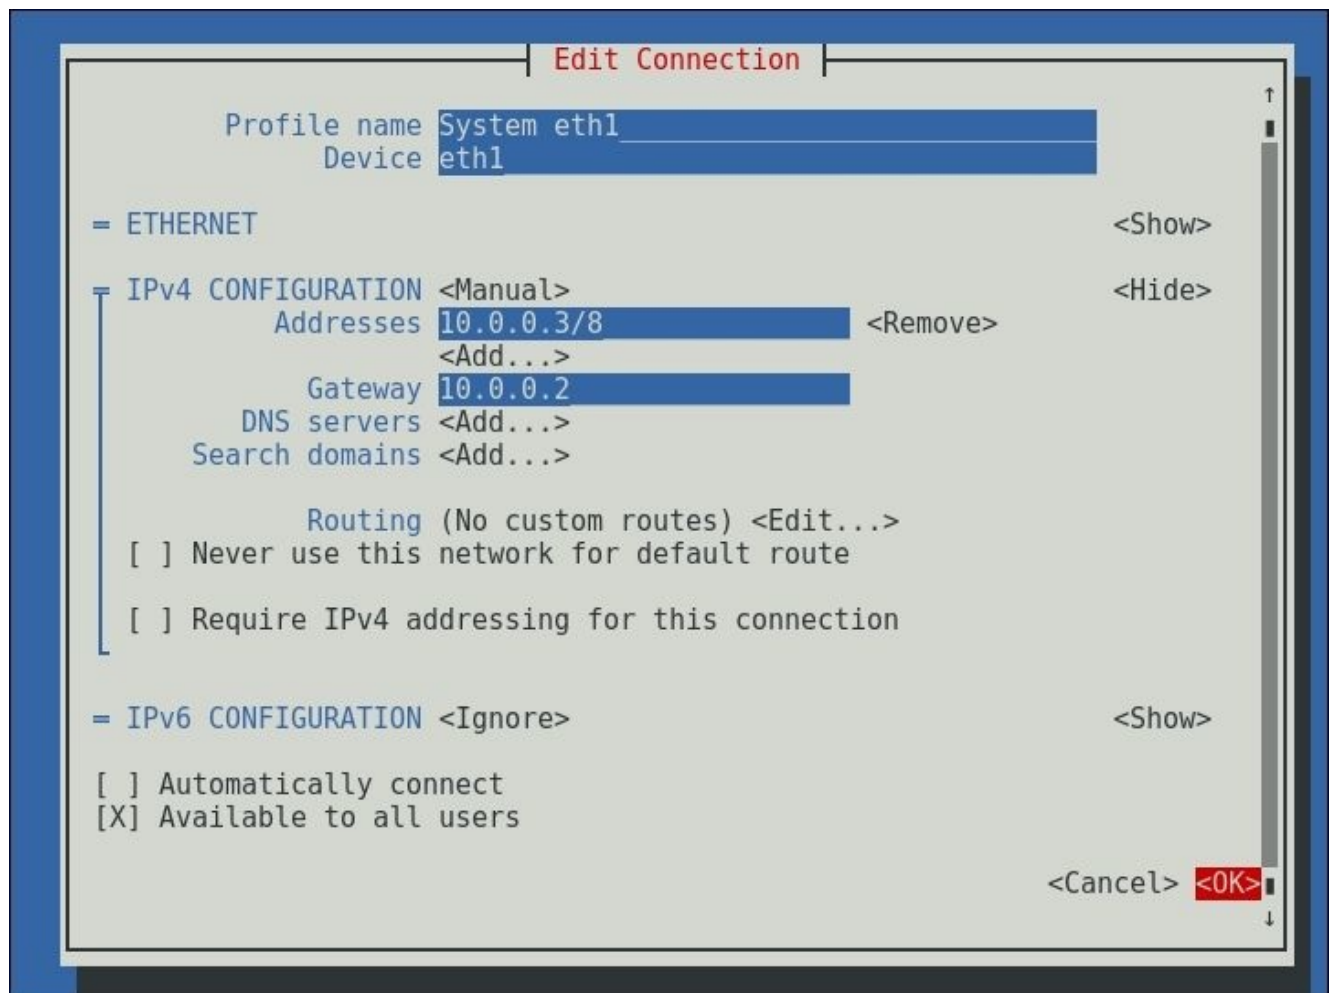 Edit Connection
↑
Profile name System eth1
Device eth1
= ETHERNET <Show>
= IPv4 CONFIGURATION <Manual> <Hide>
Addresses 10.0.0.3/8 <Remove>
<Add...>
Gateway 10.0.0.2
DNS servers <Add...>
Search domains <Add...>
Routing (No custom routes) <Edit...>
[ ] Never use this network for default route
[ ] Require IPv4 addressing for this connection
= IPv6 CONFIGURATION <Ignore> <Show>
[ ] Automatically connect
[X] Available to all users
<Cancel> <OK>
↓